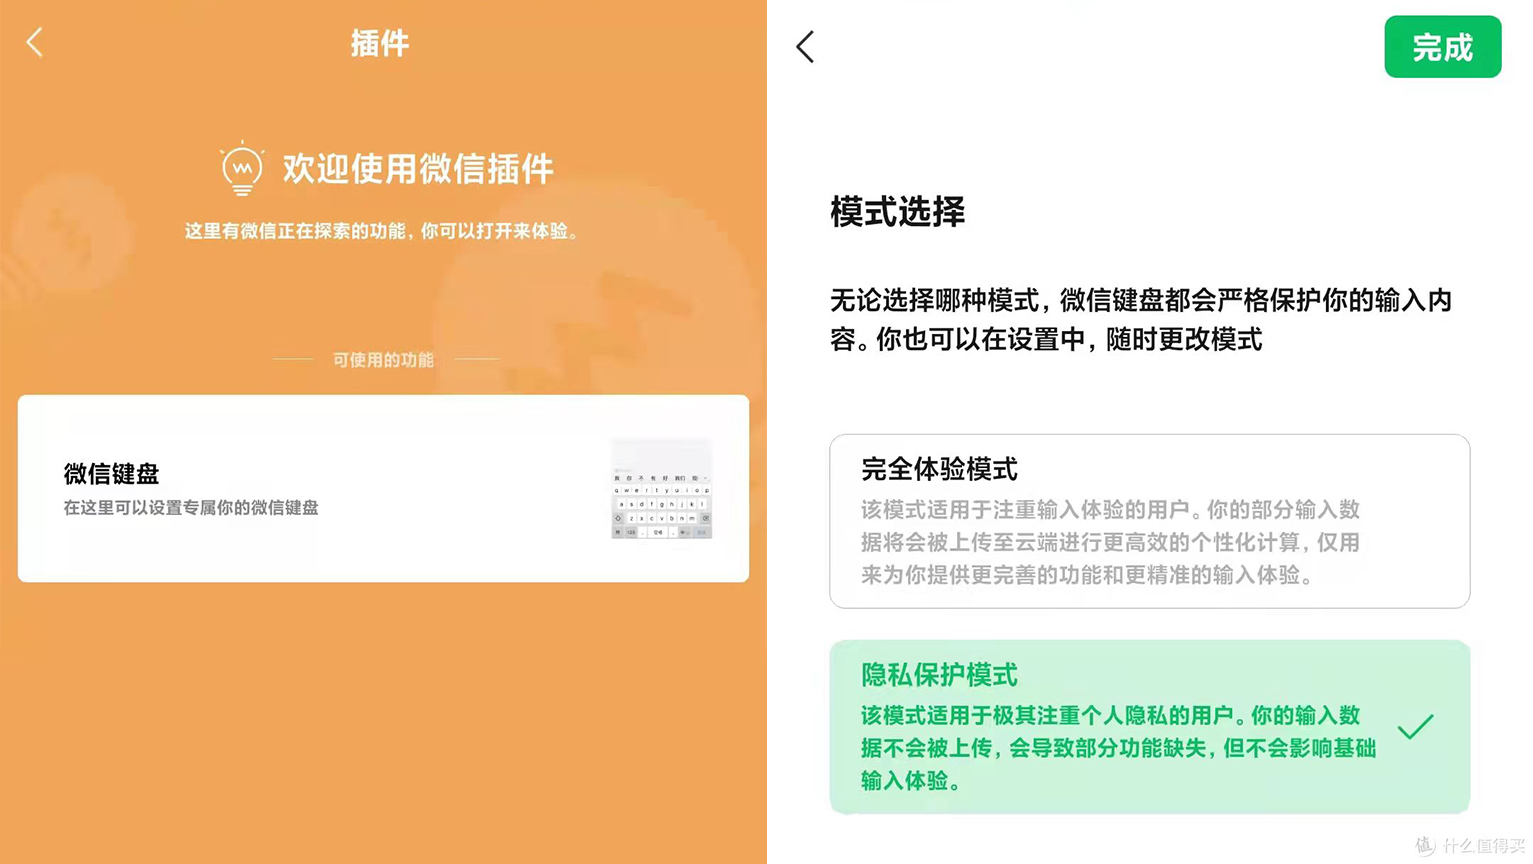 插件
欢迎使用微信插件
这里有微信正在探索的功能，你可以打开来体验。
可使用的功能
微信键盘
在这里可以设置专属你的微信键盘
我 你 不 有 好 我们
q w e r t y u i o p
a s d f g h j k l
z x c v b n m
123
完成
模式选择
无论选择哪种模式，微信键盘都会严格保护你的输入内
容。你也可以在设置中，随时更改模式
完全体验模式
该模式适用于注重输入体验的用户。你的部分输入数
据将会被上传至云端进行更高效的个性化计算，仅用
来为你提供更完善的功能和更精准的输入体验。
隐私保护模式
该模式适用于极其注重个人隐私的用户。你的输入数
据不会被上传，会导致部分功能缺失，但不会影响基础
输入体验。
值 什么值得买